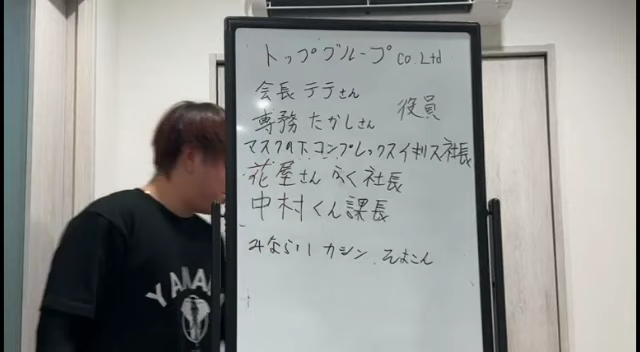 トップグループ co.Ltd
会長 テテさん
役員
専務 たかしさん
マスクの下コンプレックスイギリス社長
花屋さん ふく社長
中村くん課長
みならい カシン そよこん
YAMA